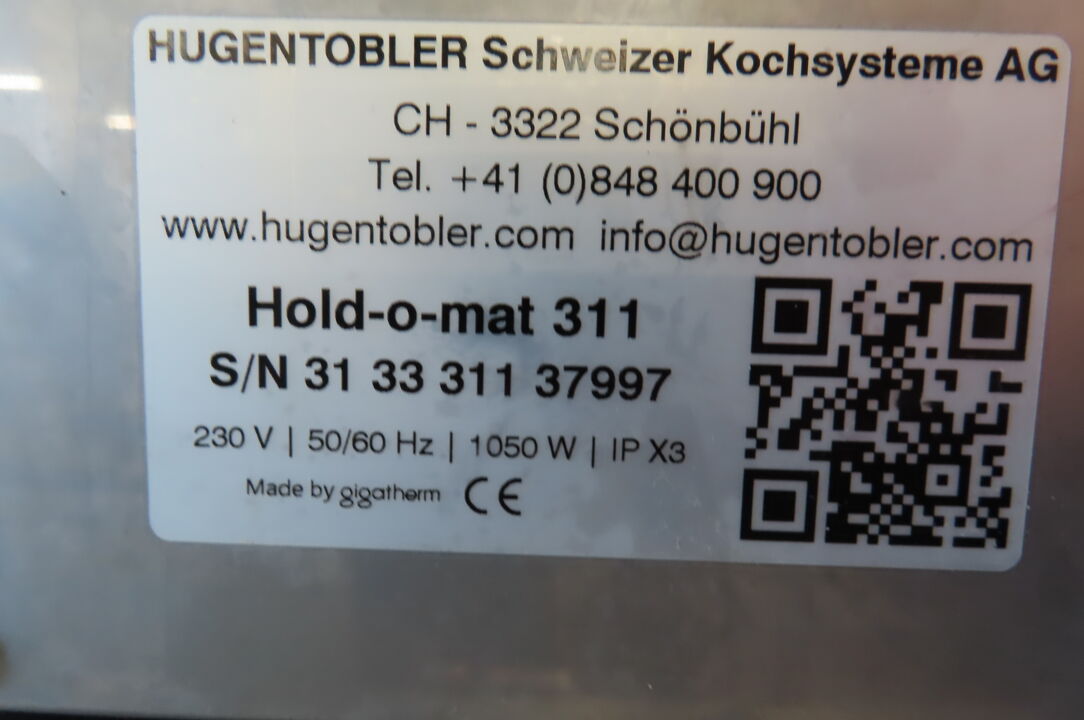 HUGENTOBLER Schweizer Kochsysteme AG
CH - 3322 Schönbühl
Tel. +41 (0)848 400 900
www.hugentobler.com info@hugentobler.com
Hold-o-mat 311
S/N 31 33 311 37997
230 V | 50/60 Hz | 1050 W | IP X3
Made by gigatherm CE